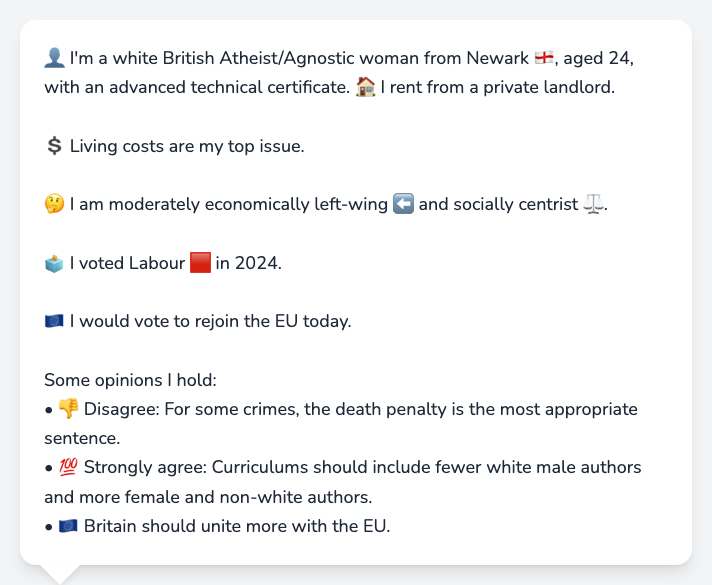 👤 I'm a white British Atheist/Agnostic woman from Newark 🏴󠁧󠁢󠁥󠁮󠁧󠁿, aged 24,
with an advanced technical certificate. 🏠 I rent from a private landlord.
💲 Living costs are my top issue.
🤔 I am moderately economically left-wing ⬅️ and socially centrist ⚖️.
🗳️ I voted Labour 🟥 in 2024.
🇪🇺 I would vote to rejoin the EU today.
Some opinions I hold:
• 👎 Disagree: For some crimes, the death penalty is the most appropriate
sentence.
• 💯 Strongly agree: Curriculums should include fewer white male authors
and more female and non-white authors.
• 🇪🇺 Britain should unite more with the EU.